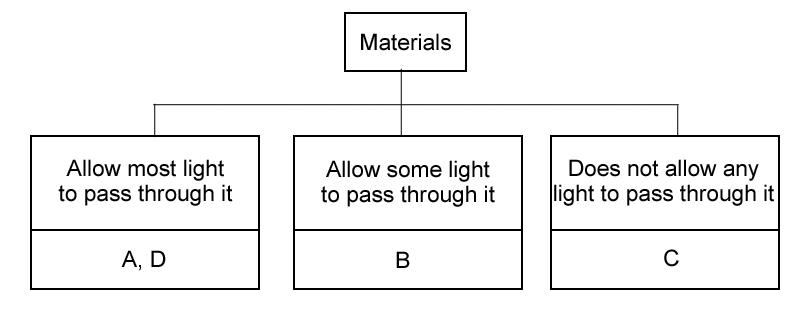 Materials
Allow most light
to pass through it
A, D
Allow some light
to pass through it
B
Does not allow any
light to pass through it
C